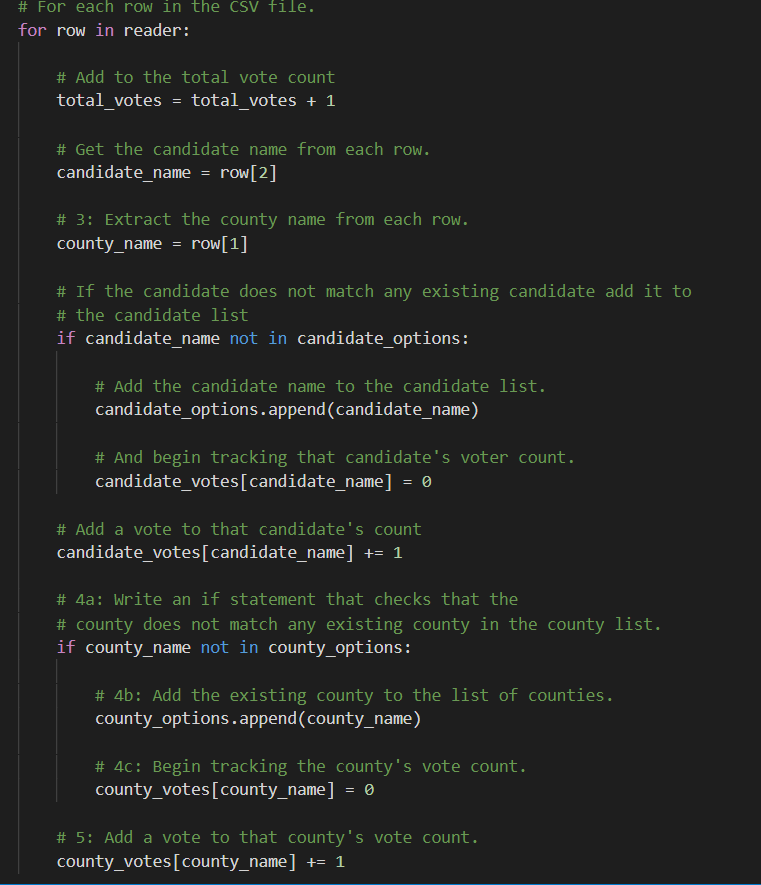 # For each row in the CSV file.
for row in reader:
# Add to the total vote count
total_votes = total_votes + 1
# Get the candidate name from each row.
candidate_name = row[2]
# 3: Extract the county name from each row.
county_name = row[1]
# If the candidate does not match any existing candidate add it to
# the candidate list
if candidate_name not in candidate_options:
# Add the candidate name to the candidate list.
candidate_options.append(candidate_name)
# And begin tracking that candidate's voter count.
candidate_votes[candidate_name] = 0
# Add a vote to that candidate's count
candidate_votes[candidate_name] += 1
# 4a: Write an if statement that checks that the
# county does not match any existing county in the county list.
if county_name not in county_options:
# 4b: Add the existing county to the list of counties.
county_options.append(county_name)
# 4c: Begin tracking the county's vote count.
county_votes[county_name] = 0
# 5: Add a vote to that county's vote count.
county_votes[county_name] += 1